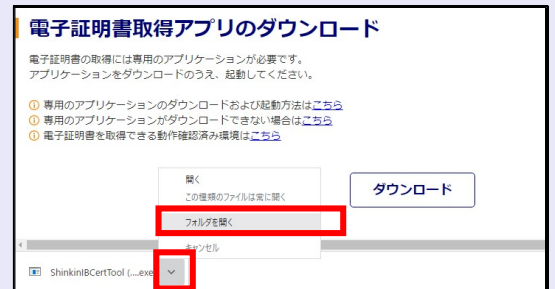 電子証明書取得アプリのダウンロード
電子証明書の取得には専用のアプリケーションが必要です。
アプリケーションをダウンロードのうえ、起動してください。
① 専用のアプリケーションのダウンロードおよび起動方法はこちら
① 専用のアプリケーションがダウンロードできない場合はこちら
① 電子証明書を取得できる動作確認済み環境はこちら
開く
この種類のファイルは常に開く
フォルダを開く
キャンセル
ダウンロード
ShinkinIBCertTool (....exe